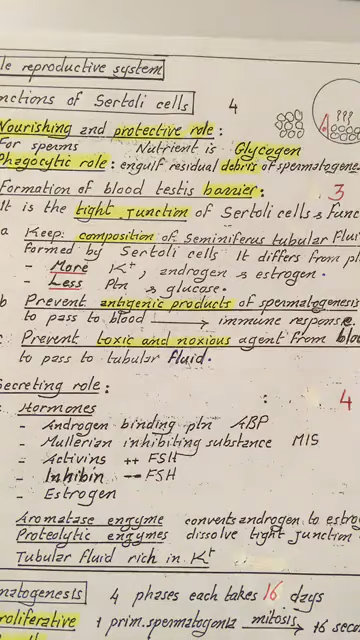 le reproductive system
nctions of Sertoli cells 4
Nourishing and protective role :
For sperms Nutrient is Glycogen
Phagocytic role : engulf residual debris of spermatogene
Formation of blood testis barrier : 3
It is the tight junction of Sertoli cells & func
a Keep composition of Seminiferus tubular Fluid
formed by Sertoli cells. It differs from pl
- More K+, androgen & estrogen.
- Less Ptn & glucose.
b Prevent antigenic products of spermatogenesis
to pass to blood → immune response.
c Prevent toxic and noxious agent from bloo
to pass to tubular fluid.
Secreting role : : 4
Hormones
- Androgen binding ptn ABP
- Mullerian inhibiting substance MIS
- Activins ++ FSH
- Inhibin -- FSH
- Estrogen
Aromatase engyme converts androgen to estrog
Proteolytic engymes dissolve tight junction
Tubular Fluid rich in K+
matogenesis 4 phases each takes 16 days
roliferative 1 prim. spermatogonia mitosis → 16 seco